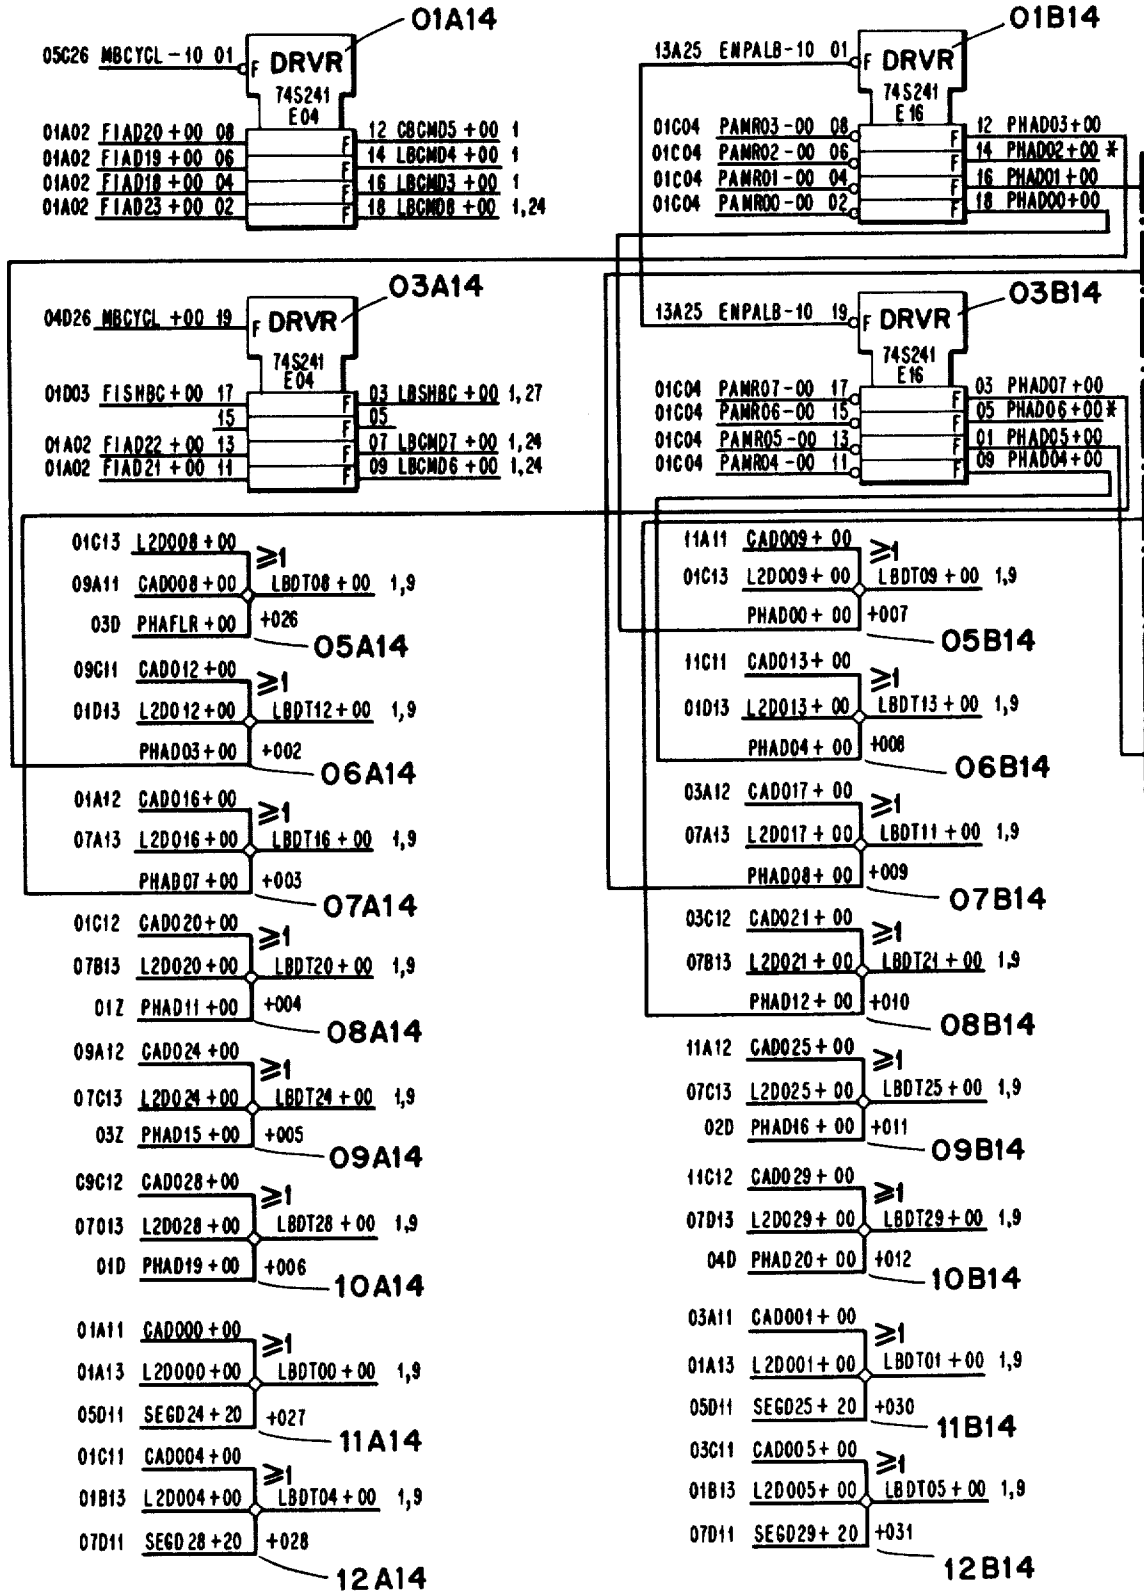 01A14
05C26 MBCYCL-10 01 F DRVR
74S241
E04
01A02 FIAD20+00 08 F 12 CBCMD5+00 1
01A02 FIAD19+00 06 F 14 LBCMD4+00 1
01A02 FIAD18+00 04 F 16 LBCMD3+00 1
01A02 FIAD23+00 02 F 18 LBCMD8+00 1,24
03A14
04D26 MBCYCL+00 19 F DRVR
74S241
E04
01D03 FISHBC+00 17 F 03 LBSHBC+00 1,27
15 F 05
01A02 FIAD22+00 13 F 07 LBCMD7+00 1,24
01A02 FIAD21+00 11 F 09 LBCMD6+00 1,24
01C13 L2D008+00
≥1
09A11 CAD008+00 LBDT08+00 1,9
03D PHAFLR+00 +026
05A14
09C11 CAD012+00
≥1
01D13 L2D012+00 LBDT12+00 1,9
PHAD03+00 +002
06A14
01A12 CAD016+00
≥1
07A13 L2D016+00 LBDT16+00 1,9
PHAB07+00 +003
07A14
01C12 CAD020+00
≥1
07B13 L2D020+00 LBDT20+00 1,9
01Z PHAD11+00 +004
08A14
09A12 CAD024+00
≥1
07C13 L2D024+00 LBDT24+00 1,9
03Z PHAD15+00 +005
09A14
C9C12 CAD028+00
≥1
07D13 L2D028+00 LBDT28+00 1,9
01D PHAD19+00 +006
10A14
01A11 CAD000+00
≥1
01A13 L2D000+00 LBDT00+00 1,9
05D11 SEGD24+20 +027
11A14
01C11 CAD004+00
≥1
01B13 L2D004+00 LBDT04+00 1,9
07D11 SEGD28+20 +028
12A14
01B14
13A25 ENPALB-10 01 F DRVR
74S241
E16
01C04 PAMR03-00 08 F 12 PHAD03+00
01C04 PAMR02-00 06 F 14 PHAD02+00 *
01C04 PAMR01-00 04 F 16 PHAD01+00
01C04 PAMR00-00 02 F 18 PHAD00+00
03B14
13A25 ENPALB-10 19 F DRVR
74S241
E16
01C04 PAMR07-00 17 F 03 PHAD07+00
01C04 PAMR06-00 15 F 05 PHAD06+00 *
01C04 PAMR05-00 13 F 01 PHAD05+00
01C04 PAMR04-00 11 F 09 PHAD04+00
11A11 CAD009+00
≥1
01C13 L2D009+00 LBDT09+00 1,9
PHAD00+00 +007
05B14
11C11 CAD013+00
≥1
01D13 L2D013+00 LBDT13+00 1,9
PHAD04+00 +008
06B14
03A12 CAD017+00
≥1
07A13 L2D017+00 LBDT11+00 1,9
PHAD08+00 +009
07B14
03C12 CAD021+00
≥1
07B13 L2D021+00 LBDT21+00 1,9
PHAD12+00 +010
08B14
11A12 CAD025+00
≥1
07C13 L2D025+00 LBDT25+00 1,9
02D PHAD16+00 +011
09B14
11C12 CAD029+00
≥1
07D13 L2D029+00 LBDT29+00 1,9
04D PHAD20+00 +012
10B14
03A11 CAD001+00
≥1
01A13 L2D001+00 LBDT01+00 1,9
05D11 SEGD25+20 +030
11B14
03C11 CAD005+00
≥1
01B13 L2D005+00 LBDT05+00 1,9
07D11 SEGD29+20 +031
12B14